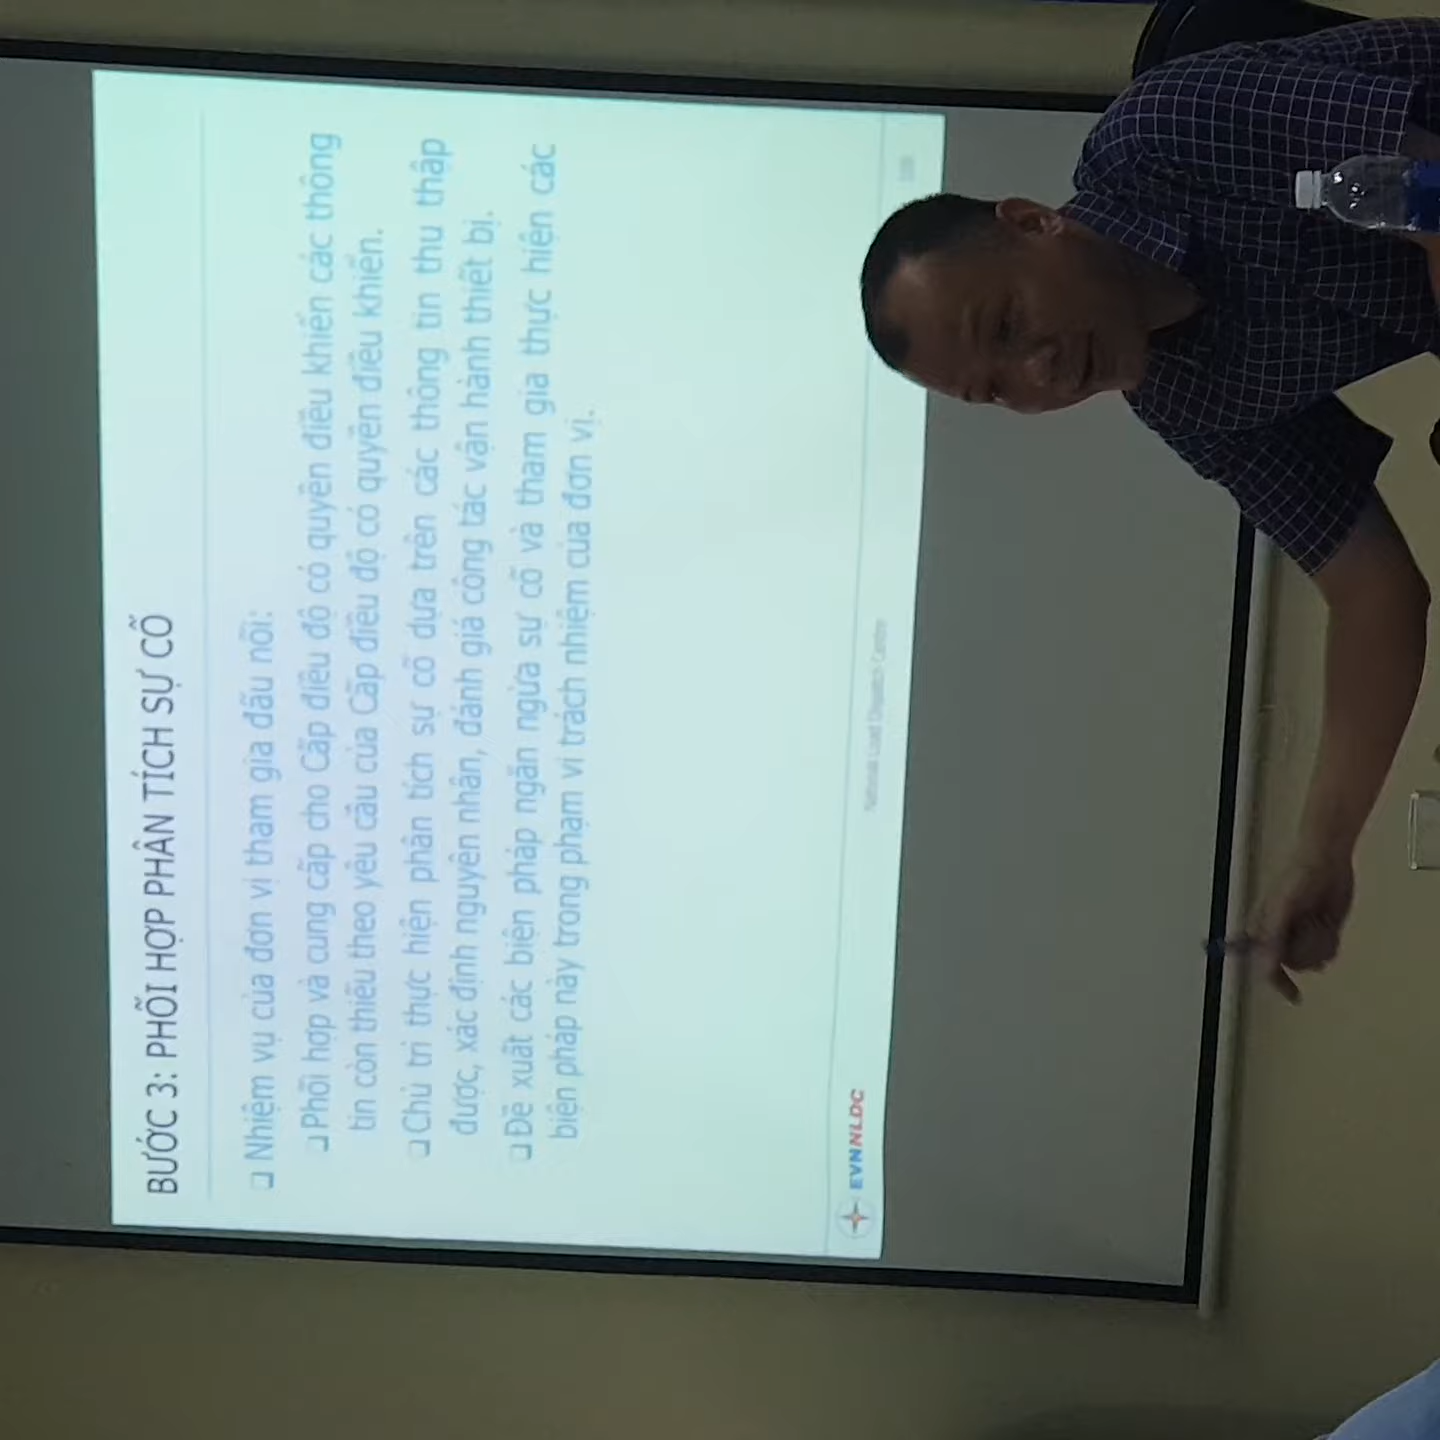 BƯỚC 3: PHỐI HỢP PHÂN TÍCH SỰ CỐ
❑ Nhiệm vụ của đơn vị tham gia đấu nối:
❑ Phối hợp và cung cấp cho Cấp điều độ có quyền điều khiển các thông
tin còn thiếu theo yêu cầu của Cấp điều độ có quyền điều khiển.
❑ Chủ trì thực hiện phân tích sự cố dựa trên các thông tin thu thập
được, xác định nguyên nhân, đánh giá công tác vận hành thiết bị.
❑ Đề xuất các biện pháp ngăn ngừa sự cố và tham gia thực hiện các
biện pháp này trong phạm vi trách nhiệm của đơn vị.
EVNNLDC
National Load Dispatch Centre